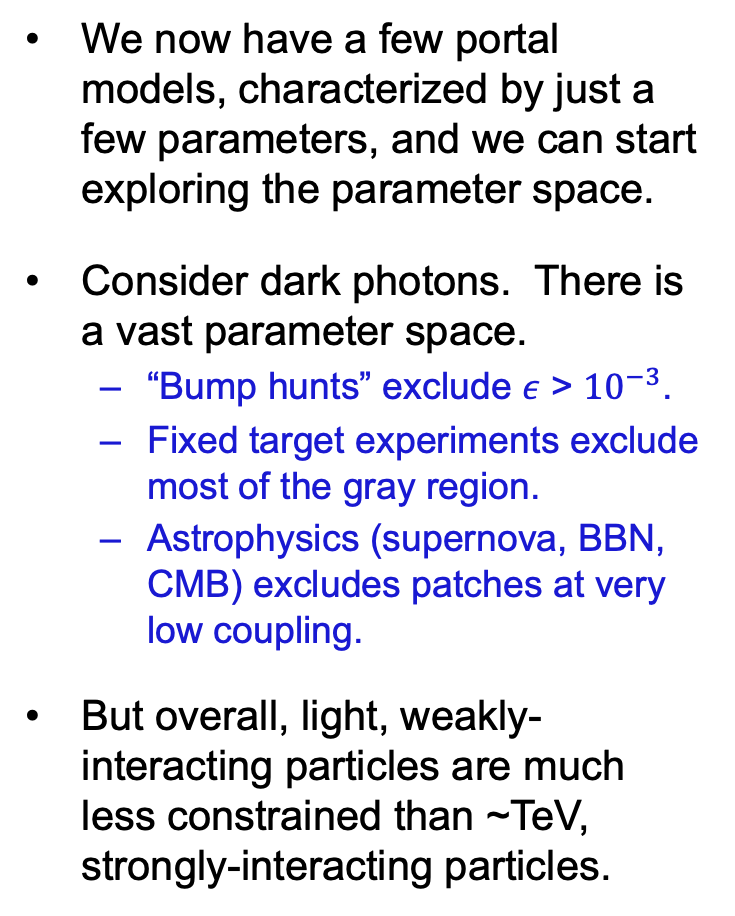 • We now have a few portal
models, characterized by just a
few parameters, and we can start
exploring the parameter space.
• Consider dark photons.  There is
a vast parameter space.
– “Bump hunts” exclude 𝜖 > 10⁻³.
– Fixed target experiments exclude
most of the gray region.
– Astrophysics (supernova, BBN,
CMB) excludes patches at very
low coupling.
• But overall, light, weakly-
interacting particles are much
less constrained than ~TeV,
strongly-interacting particles.